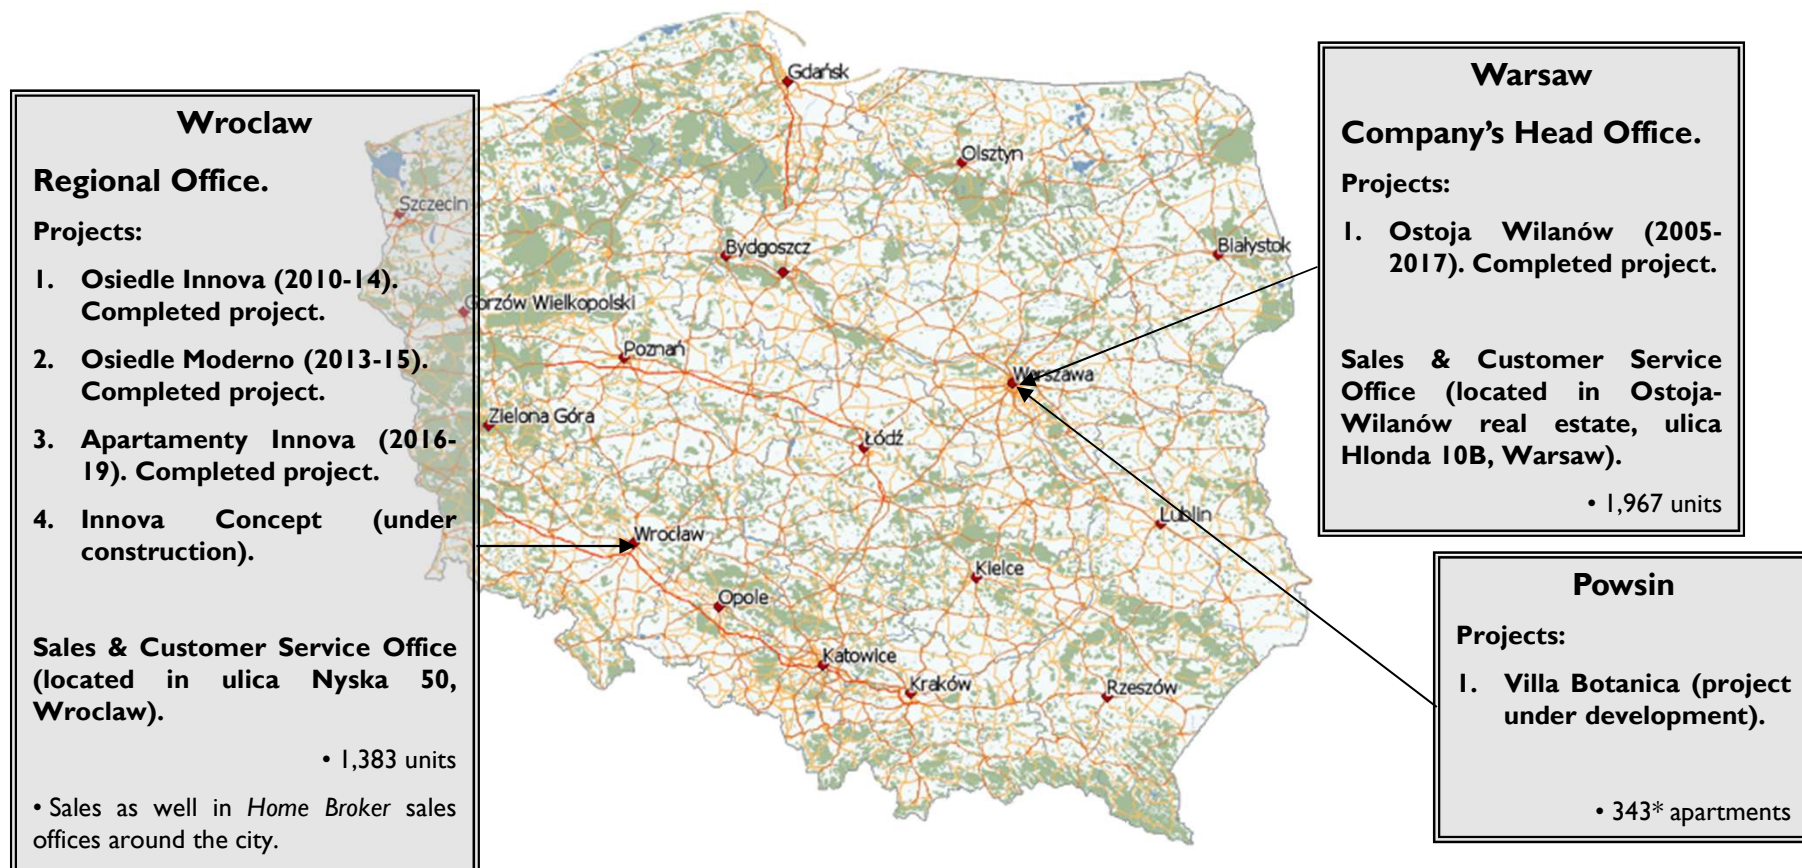 Wroclaw
Regional Office.
Projects:
1. Osiedle Innova (2010-14).
Completed project.
2. Osiedle Moderno (2013-15).
Completed project.
3. Apartamenty Innova (2016-
19). Completed project.
4. Innova Concept (under
construction).
Sales & Customer Service Office
(located in ulica Nyska 50,
Wroclaw).
• 1,383 units
• Sales as well in Home Broker sales
offices around the city.
Gdańsk
Olsztyn
Szczecin
Bydgoszcz
Białystok
Gorzów Wielkopolski
Poznań
Warszawa
Zielona Góra
Łódź
Lublin
Wrocław
Kielce
Opole
Katowice
Kraków
Rzeszów
Warsaw
Company's Head Office.
Projects:
1. Ostoja Wilanów (2005-
2017). Completed project.
Sales & Customer Service
Office (located in Ostoja-
Wilanów real estate, ulica
Hlonda 10B, Warsaw).
• 1,967 units
Powsin
Projects:
1. Villa Botanica (project
under development).
• 343* apartments